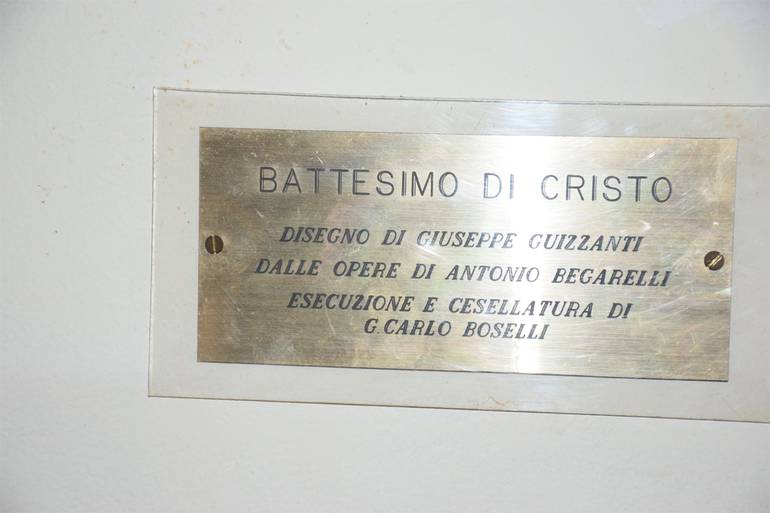 BATTESIMO DI CRISTO
DISEGNO DI GIUSEPPE GUIZZANTI
DALLE OPERE DI ANTONIO BEGARELLI
ESECUZIONE E CESELLATURA DI
G. CARLO BOSELLI